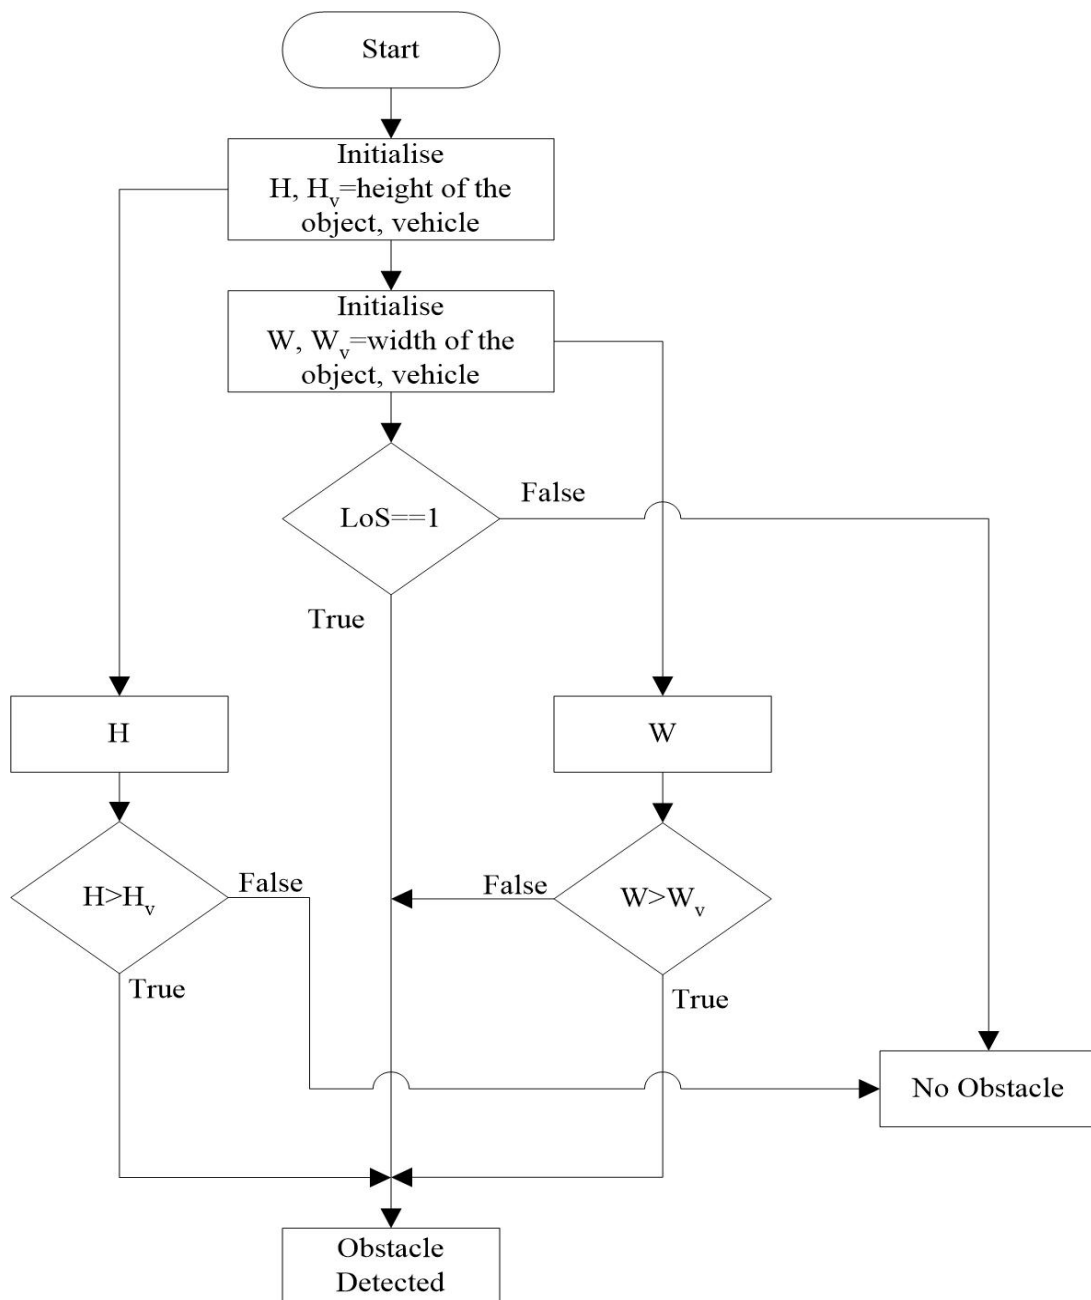 Start
Initialise
H, Hv=height of the
object, vehicle
Initialise
W, Wv=width of the
object, vehicle
False
LoS==1
True
H
W
False
H>Hv
True
False
W>Wv
True
No Obstacle
Obstacle
Detected